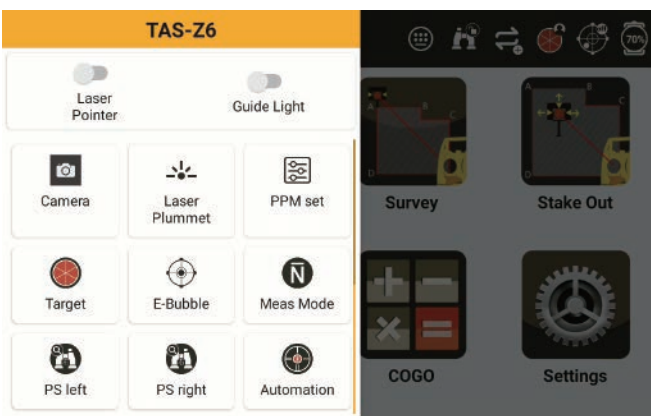 TAS-Z6
70%
Laser
Pointer
Guide Light
Camera
Laser
Plummet
PPM set
Target
E-Bubble
N
Meas Mode
PS left
PS right
Automation
A
B
C
D
Survey
A
B
C
D
Stake Out
COGO
Settings